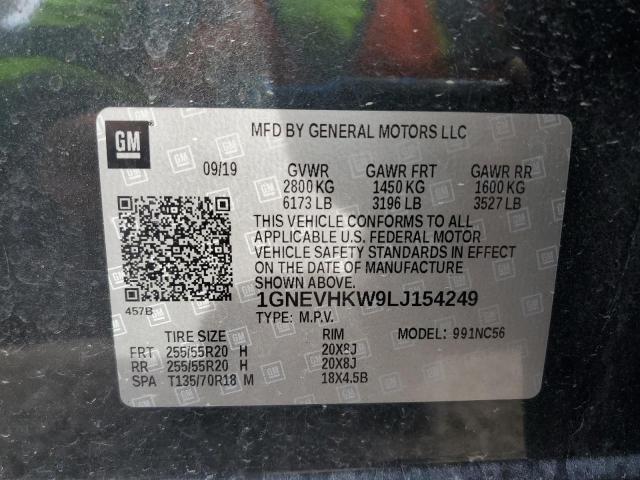 GM
MFD BY GENERAL MOTORS LLC
09/19 GVWR GAWR FRT GAWR RR
2800 KG 1450 KG 1600 KG
6173 LB 3196 LB 3527 LB
THIS VEHICLE CONFORMS TO ALL
APPLICABLE U.S. FEDERAL MOTOR
VEHICLE SAFETY STANDARDS IN EFFECT
ON THE DATE OF MANUFACTURE SHOWN
ABOVE.
1GNEVHKW9LJ154249
457B TYPE: M.P.V.
TIRE SIZE RIM MODEL: 991NC56
FRT 255/55R20 H 20X8J
RR 255/55R20 H 20X8J
SPA T135/70R18 M 18X4.5B